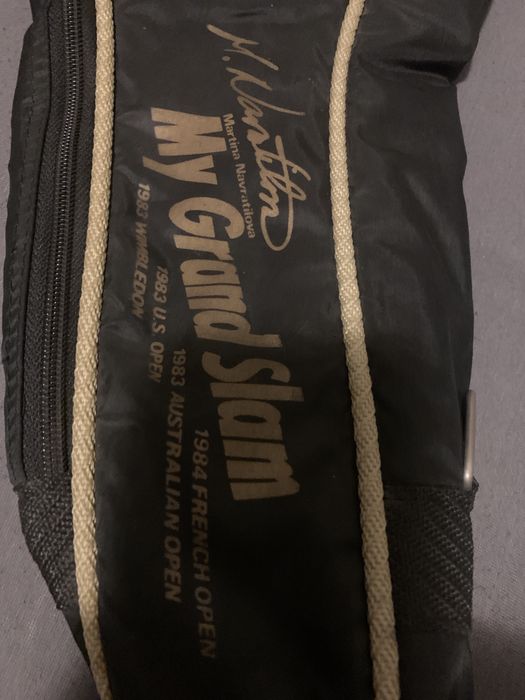 M. Navratilova
Martina Navratilova
My Grand Slam
1983 WIMBLEDON
1983 U.S. OPEN
1983 AUSTRALIAN OPEN
1984 FRENCH OPEN